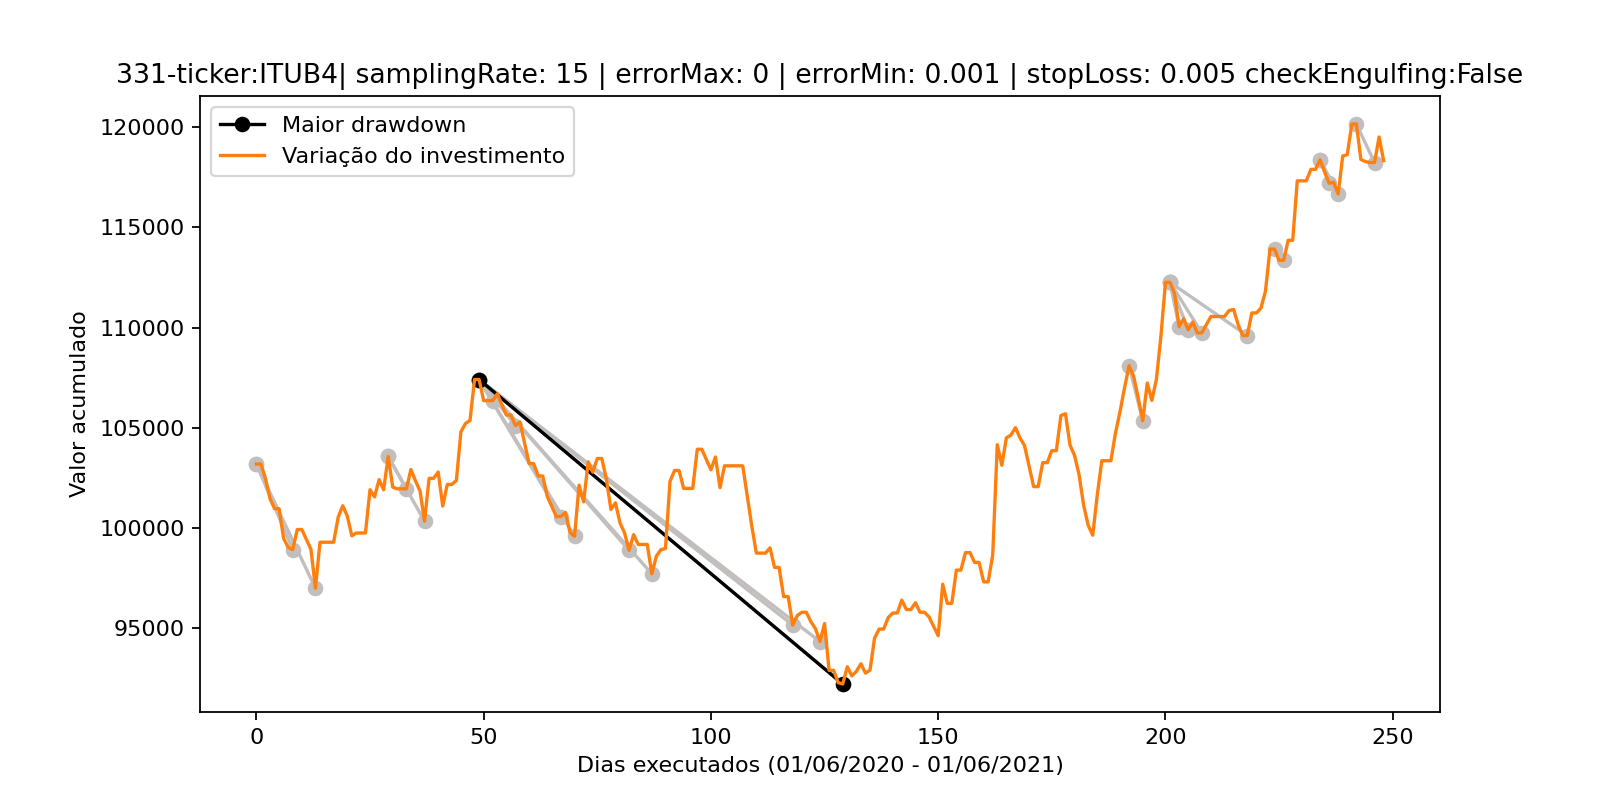 331-ticker:ITUB4| samplingRate: 15 | errorMax: 0 | errorMin: 0.001 | stopLoss: 0.005 checkEngulfing:False
Maior drawdown
Variação do investimento
120000
115000
110000
105000
100000
95000
Valor acumulado
0 50 100 150 200 250
Dias executados (01/06/2020 - 01/06/2021)